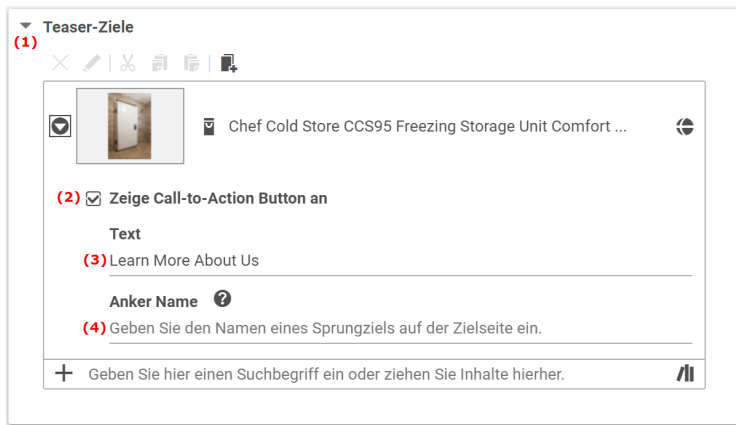 Teaser-Ziele
(1)
Chef Cold Store CCS95 Freezing Storage Unit Comfort ...
(2) Zeige Call-to-Action Button an
Text
(3) Learn More About Us
Anker Name ?
(4) Geben Sie den Namen eines Sprungziels auf der Zielseite ein.
Geben Sie hier einen Suchbegriff ein oder ziehen Sie Inhalte hierher.